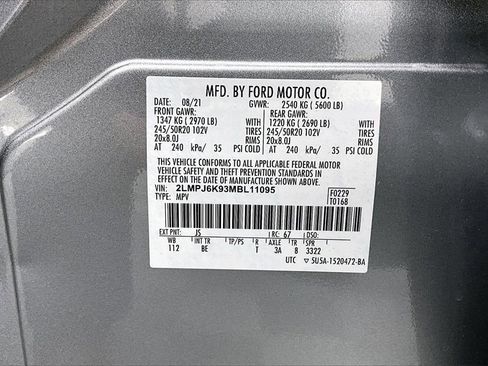 MFD. BY FORD MOTOR CO.
DATE: 08/21 GVWR: 2540 KG ( 5600 LB)
FRONT GAWR: REAR GAWR:
1347 KG ( 2970 LB) 1220 KG ( 2690 LB)
245/50R20 102V TIRES 245/50R20 102V TIRES
20x8.0J RIMS 20x8.0J RIMS
AT 240 kPa/ 35 PSI COLD AT 240 kPa/ 35 PSI COLD
THIS VEHICLE CONFORMS TO ALL APPLICABLE FEDERAL MOTOR
VEHICLE SAFETY AND THEFT PREVENTION STANDARDS IN
EFFECT ON THE DATE OF MANUFACTURE SHOWN ABOVE.
VIN: 2LMPJ6K93MBL11095 F0229
TYPE: MPV T0168
EXT PNT: JS RC: 67 DSO:
WB INT TR TP/PS R AXLE TR SPR
112 BE T 3A 8 3322
UTC 5U5A-1520472-BA